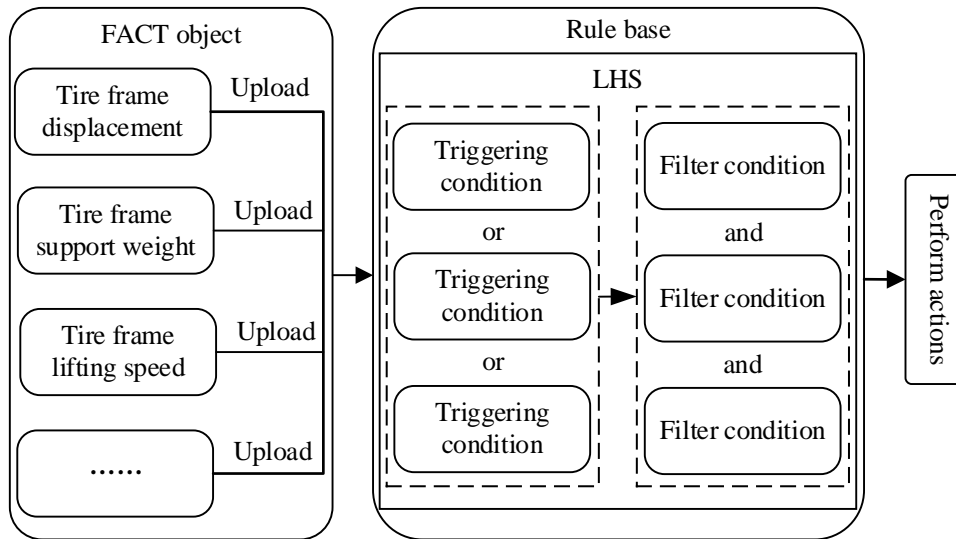 FACT object
Tire frame
displacement
Upload
Tire frame
support weight
Upload
Tire frame
lifting speed
Upload
......
Upload
Rule base
LHS
Triggering
condition
or
Triggering
condition
or
Triggering
condition
Filter condition
and
Filter condition
and
Filter condition
Perform actions